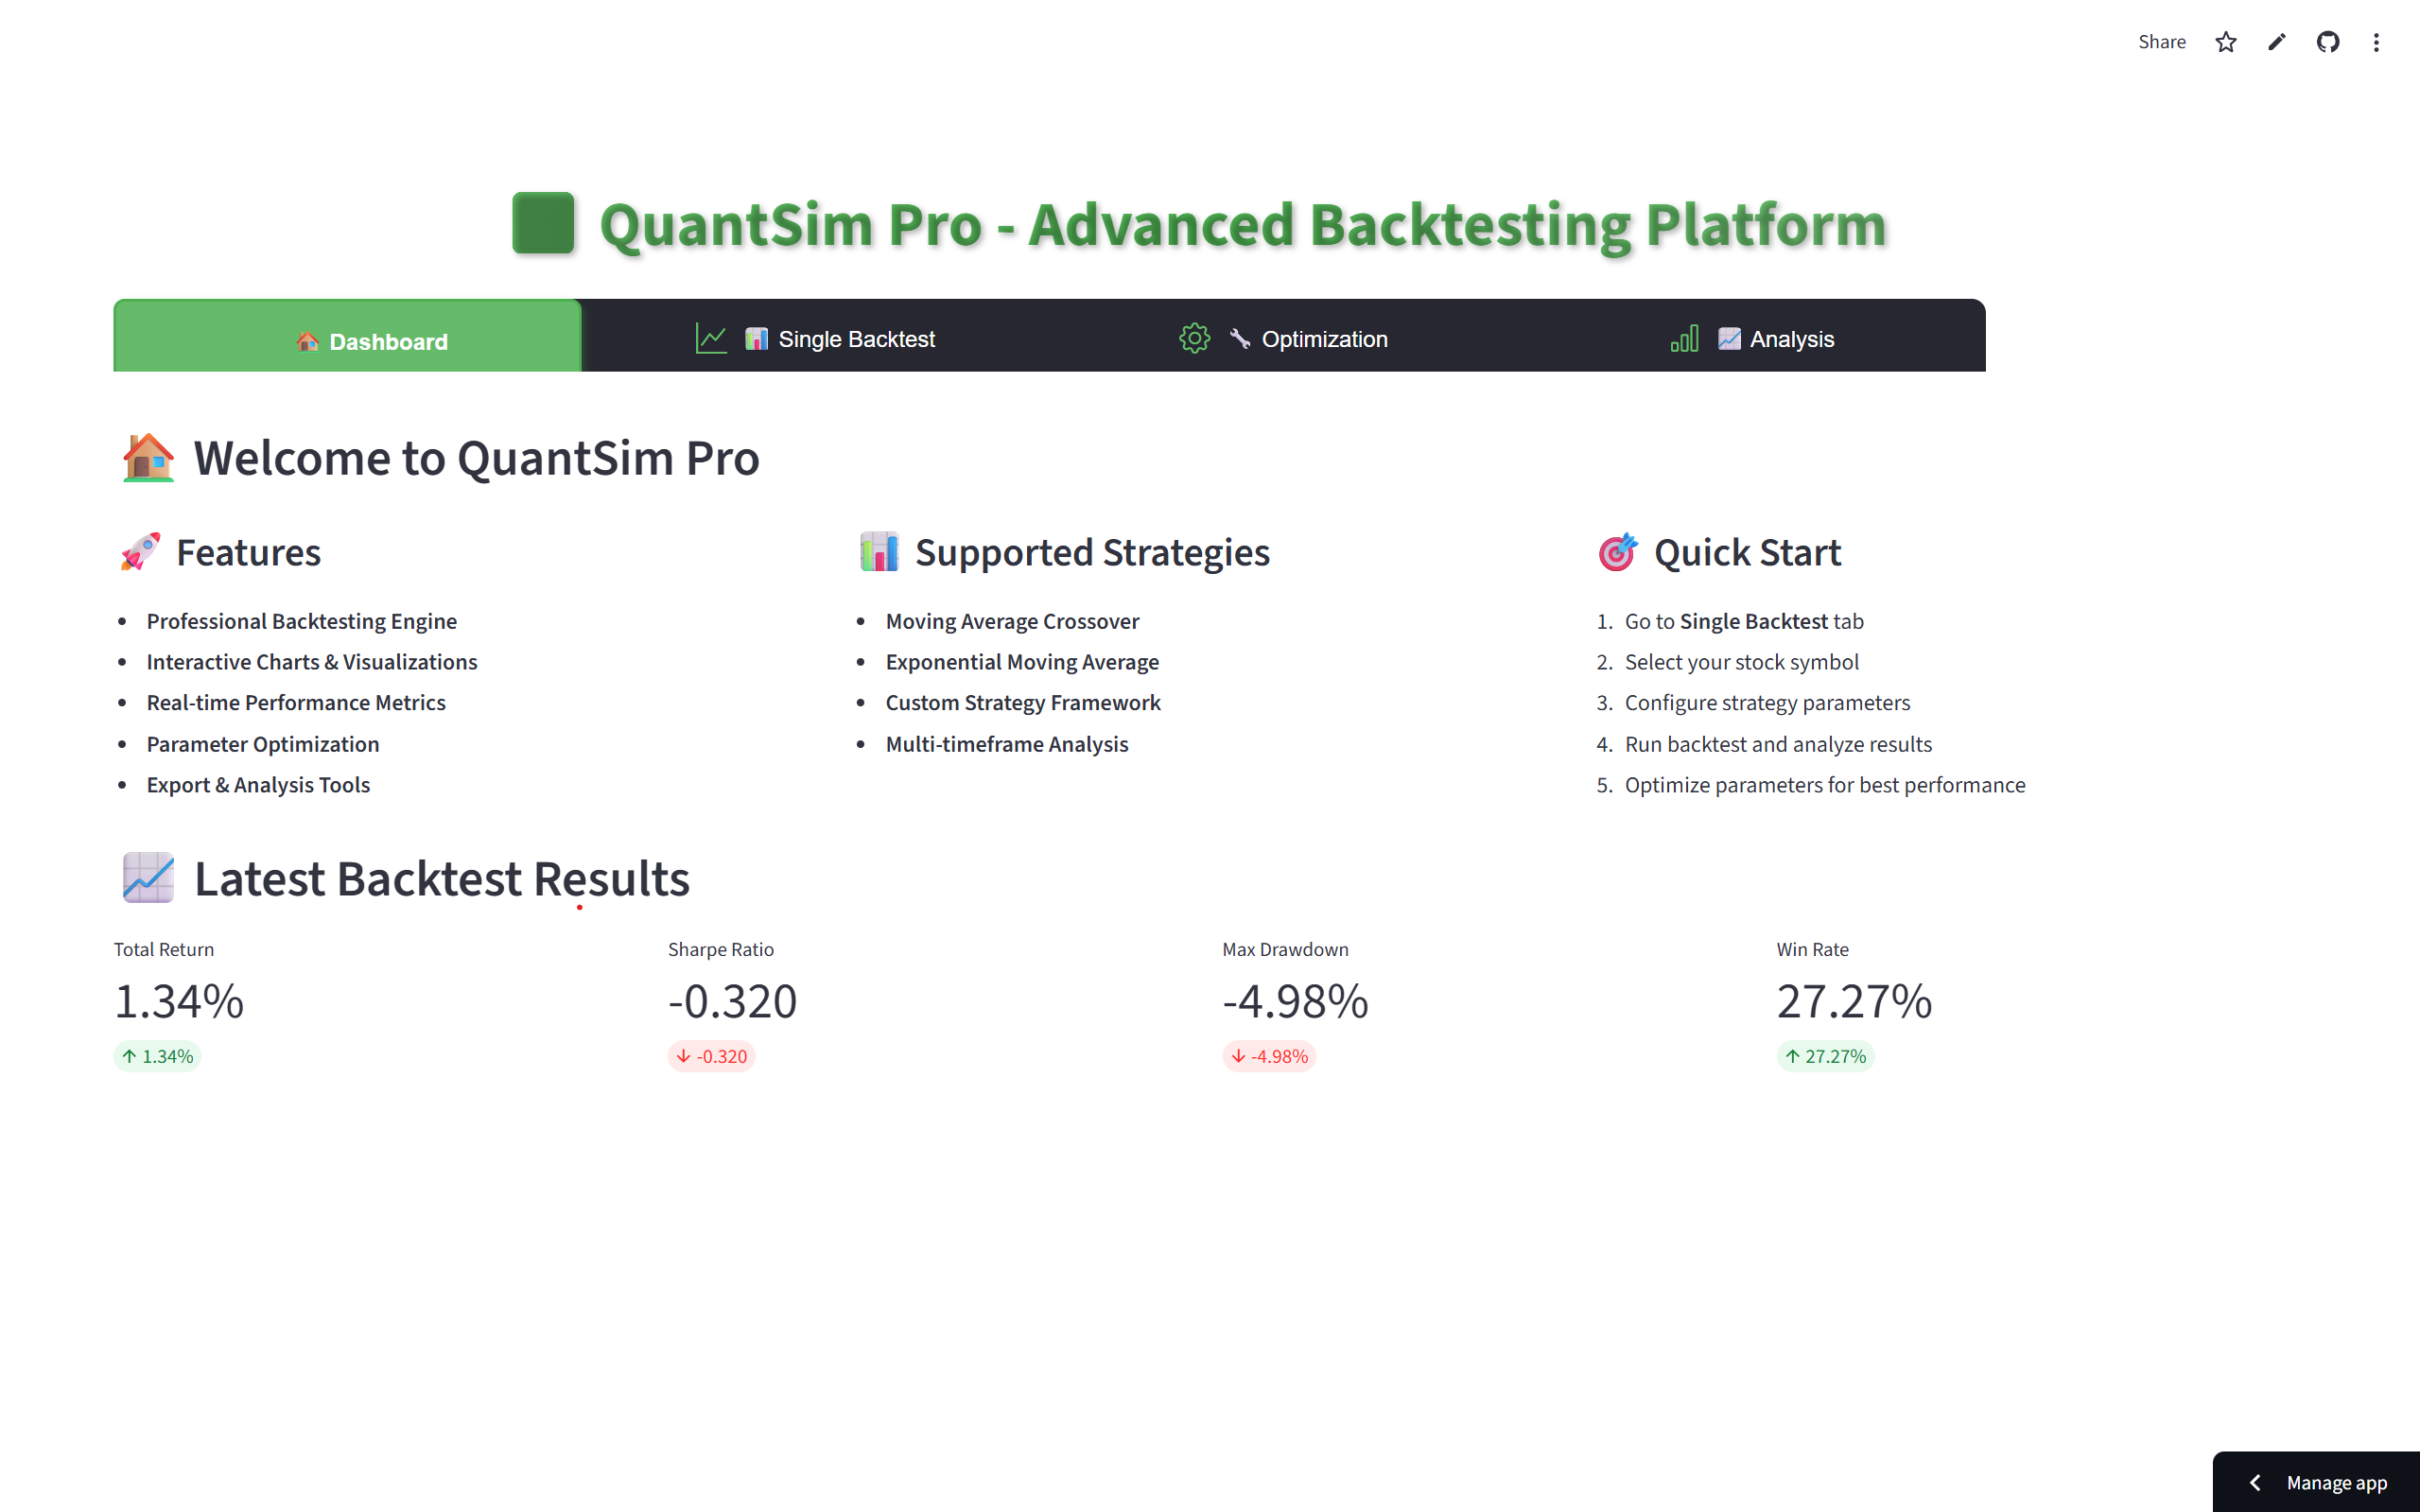 Share
QuantSim Pro - Advanced Backtesting Platform
Dashboard
Single Backtest
Optimization
Analysis
Welcome to QuantSim Pro
Features
• Professional Backtesting Engine
• Interactive Charts & Visualizations
• Real-time Performance Metrics
• Parameter Optimization
• Export & Analysis Tools
Supported Strategies
• Moving Average Crossover
• Exponential Moving Average
• Custom Strategy Framework
• Multi-timeframe Analysis
Quick Start
1. Go to Single Backtest tab
2. Select your stock symbol
3. Configure strategy parameters
4. Run backtest and analyze results
5. Optimize parameters for best performance
Latest Backtest Results
Total Return
1.34%
↑ 1.34%
Sharpe Ratio
-0.320
↓ -0.320
Max Drawdown
-4.98%
↓ -4.98%
Win Rate
27.27%
↑ 27.27%
Manage app